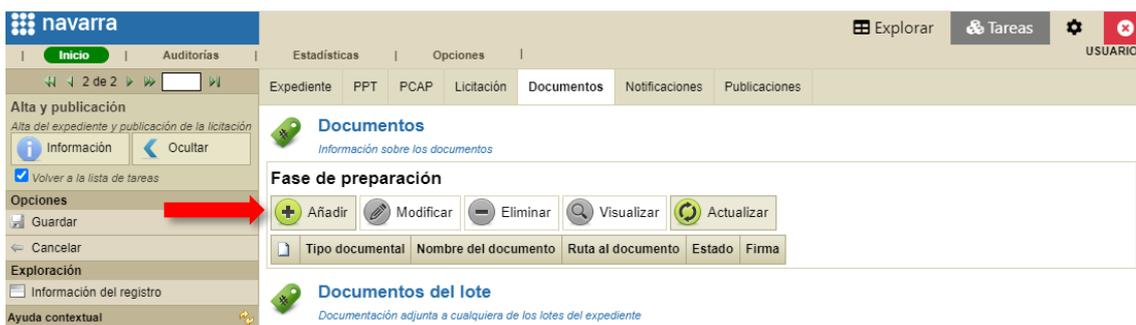 navarra
Explorar
Tareas
USUARIO
| Inicio | Auditorías | Estadísticas | Opciones |
2 de 2
Expediente PPT PCAP Licitación Documentos Notificaciones Publicaciones
Alta y publicación
Alta del expediente y publicación de la licitación
Información Ocultar
Volver a la lista de tareas
Opciones
Guardar
Cancelar
Exploración
Información del registro
Ayuda contextual
Documentos
Información sobre los documentos
Fase de preparación
Añadir Modificar Eliminar Visualizar Actualizar
Tipo documental Nombre del documento Ruta al documento Estado Firma
Documentos del lote
Documentación adjunta a cualquiera de los lotes del expediente